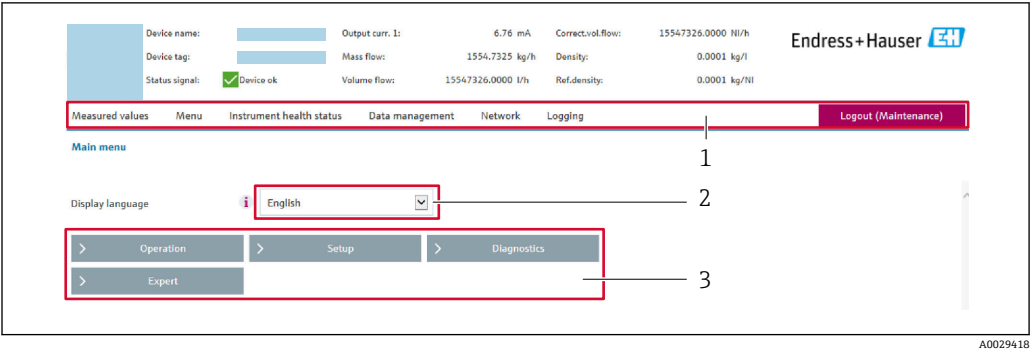 Device name: Output curr. 1: 6.76 mA Correct.vol.flow: 15547326.0000 Nl/h
Endress+Hauser EH
Device tag: Mass flow: 1554.7325 kg/h Density: 0.0001 kg/l
Status signal: Device ok Volume flow: 15547326.0000 l/h Ref.density: 0.0001 kg/Nl
Measured values Menu Instrument health status Data management Network Logging Logout (Maintenance)
1
Main menu
Display language i English 2
> Operation > Setup > Diagnostics
> Expert 3
A0029418